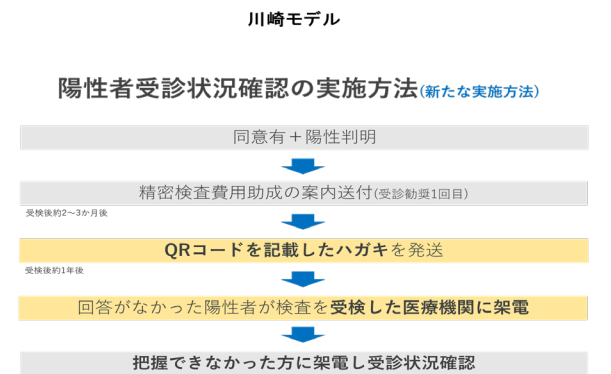 川崎モデル
陽性者受診状況確認の実施方法(新たな実施方法)
同意有＋陽性判明
精密検査費用助成の案内送付(受診勧奨1回目)
受検後約2～3か月後
QRコードを記載したハガキを発送
受検後約1年後
回答がなかった陽性者が検査を受検した医療機関に架電
把握できなかった方に架電し受診状況確認